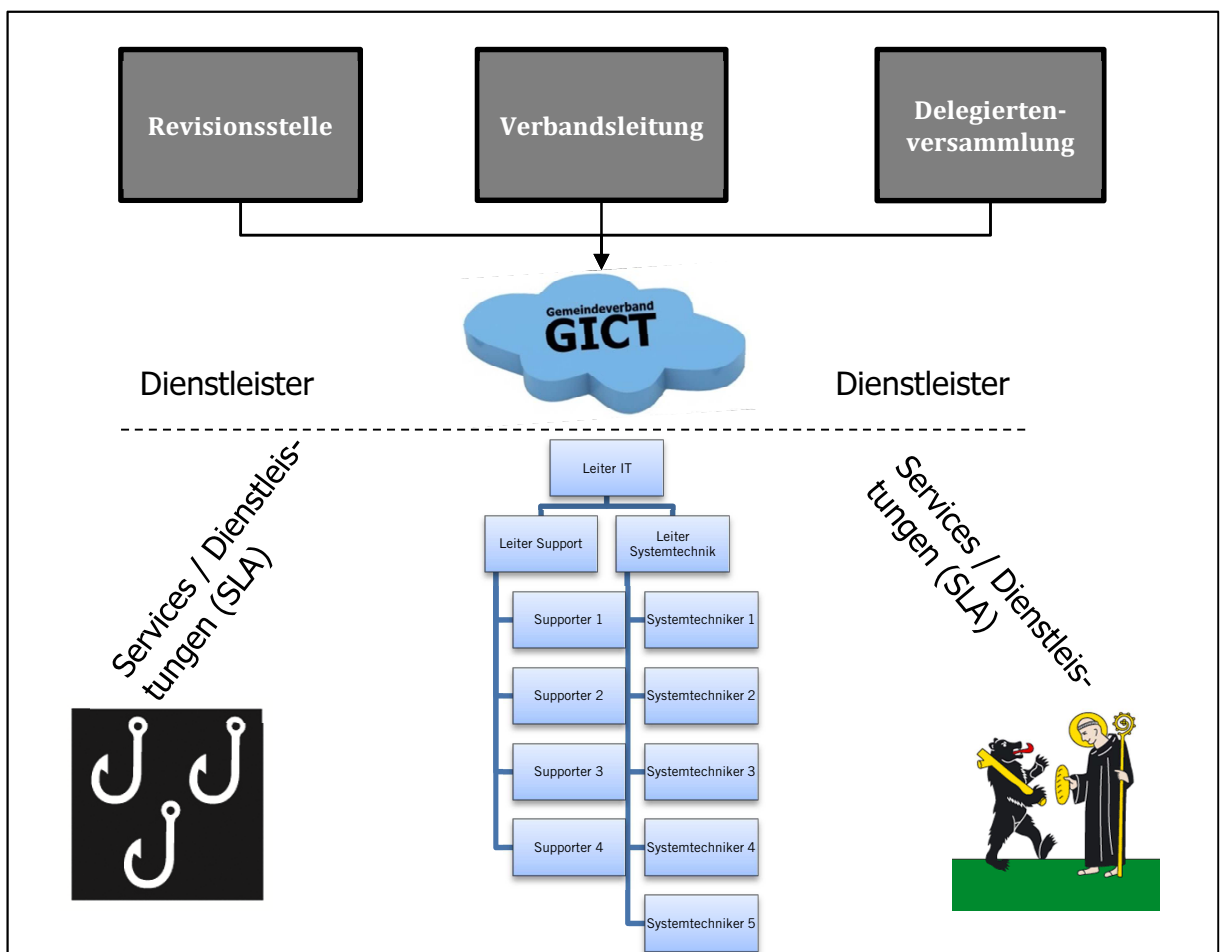 Revisionsstelle
Verbandsleitung
Delegierten-
versammlung
Gemeindeverband
GICT
Dienstleister
Dienstleister
Services / Dienstleis-
tungen (SLA)
Services / Dienstleis-
tungen (SLA)
Leiter IT
Leiter Support
Leiter
Systemtechnik
Supporter 1
Systemtechniker 1
Supporter 2
Systemtechniker 2
Supporter 3
Systemtechniker 3
Supporter 4
Systemtechniker 4
Systemtechniker 5